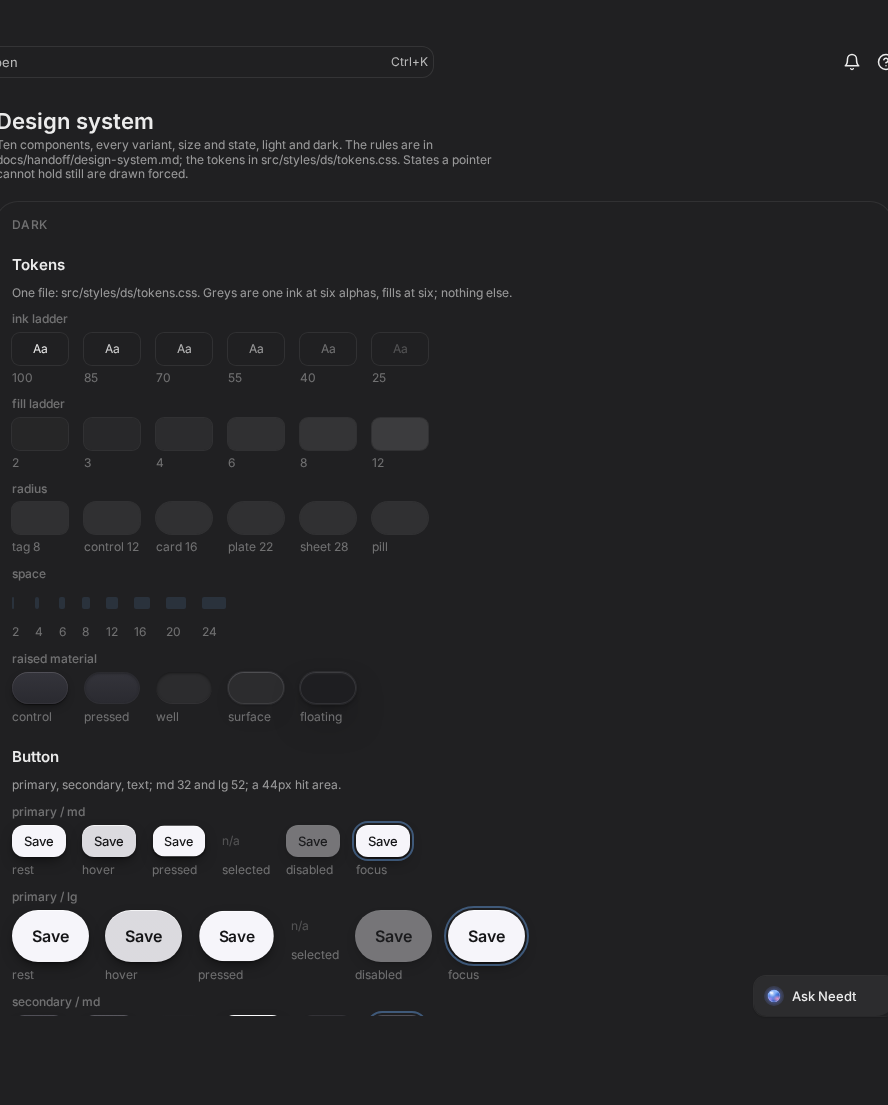 pen
Ctrl+K
Design system
Ten components, every variant, size and state, light and dark. The rules are in
docs/handoff/design-system.md; the tokens in src/styles/ds/tokens.css. States a pointer
cannot hold still are drawn forced.
DARK
Tokens
One file: src/styles/ds/tokens.css. Greys are one ink at six alphas, fills at six; nothing else.
ink ladder
Aa Aa Aa Aa Aa Aa
100 85 70 55 40 25
fill ladder
2 3 4 6 8 12
radius
tag 8 control 12 card 16 plate 22 sheet 28 pill
space
2 4 6 8 12 16 20 24
raised material
control pressed well surface floating
Button
primary, secondary, text; md 32 and lg 52; a 44px hit area.
primary / md
Save Save Save n/a Save Save
rest hover pressed selected disabled focus
primary / lg
Save Save Save n/a Save Save
rest hover pressed selected disabled focus
secondary / md
Ask Needt